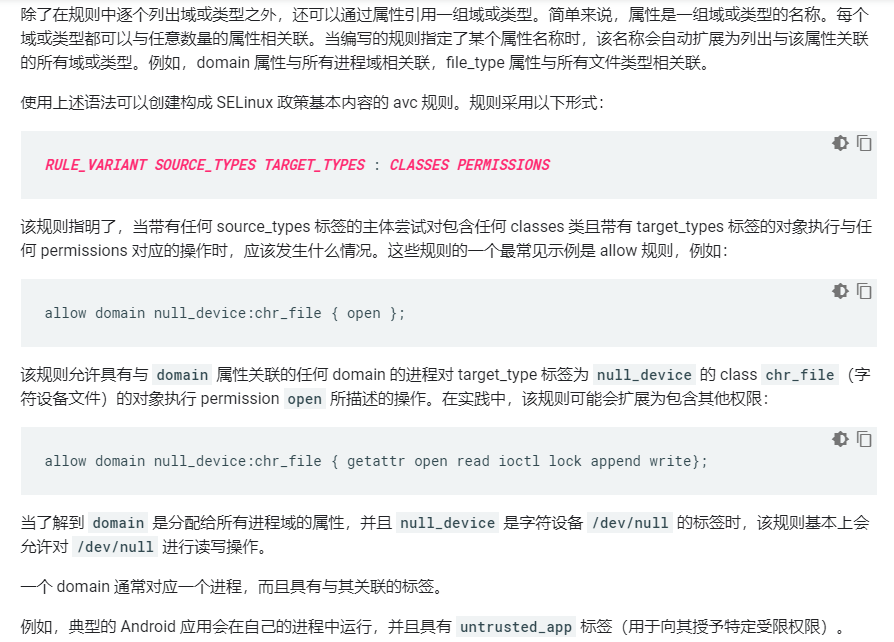 除了在规则中逐个列出域或类型之外，还可以通过属性引用一组域或类型。简单来说，属性是一组域或类型的名称。每个
域或类型都可以与任意数量的属性相关联。当编写的规则指定了某个属性名称时，该名称会自动扩展为列出与该属性关联
的所有域或类型。例如，domain 属性与所有进程域相关联，file_type 属性与所有文件类型相关联。
使用上述语法可以创建构成 SELinux 政策基本内容的 avc 规则。规则采用以下形式：
RULE_VARIANT SOURCE_TYPES TARGET_TYPES : CLASSES PERMISSIONS
该规则指明了，当带有任何 source_types 标签的主体尝试对包含任何 classes 类且带有 target_types 标签的对象执行与任
何 permissions 对应的操作时，应该发生什么情况。这些规则的一个最常见示例是 allow 规则，例如：
allow domain null_device:chr_file { open };
该规则允许具有与 domain 属性关联的任何 domain 的进程对 target_type 标签为 null_device 的 class chr_file（字
符设备文件）的对象执行 permission open 所描述的操作。在实践中，该规则可能会扩展为包含其他权限：
allow domain null_device:chr_file { getattr open read ioctl lock append write};
当了解到 domain 是分配给所有进程域的属性，并且 null_device 是字符设备 /dev/null 的标签时，该规则基本上会
允许对 /dev/null 进行读写操作。
一个 domain 通常对应一个进程，而且具有与其关联的标签。
例如，典型的 Android 应用会在自己的进程中运行，并且具有 untrusted_app 标签（用于向其授予特定受限权限）。